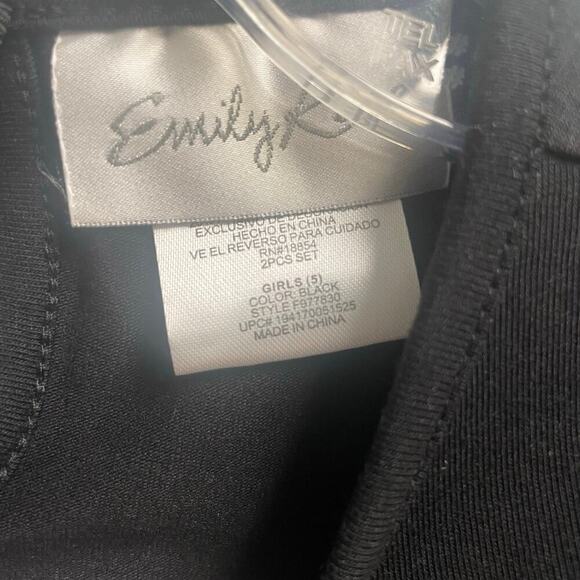 Emily
EXCLUSIVO DE DECORACION
HECHO EN CHINA
VE EL REVERSO PARA CUIDADO
RN#18854
2PCS SET
GIRLS (5)
COLOR: BLACK
STYLE F977830
UPC# 194170051525
MADE IN CHINA